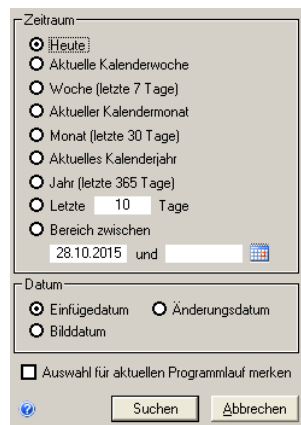 Zeitraum
Heute
Aktuelle Kalenderwoche
Woche (letzte 7 Tage)
Aktueller Kalendermonat
Monat (letzte 30 Tage)
Aktuelles Kalenderjahr
Jahr (letzte 365 Tage)
Letzte 10 Tage
Bereich zwischen
28.10.2015 und
Datum
Einfügedatum Änderungsdatum
Bilddatum
Auswahl für aktuellen Programmlauf merken
? Suchen Abbrechen